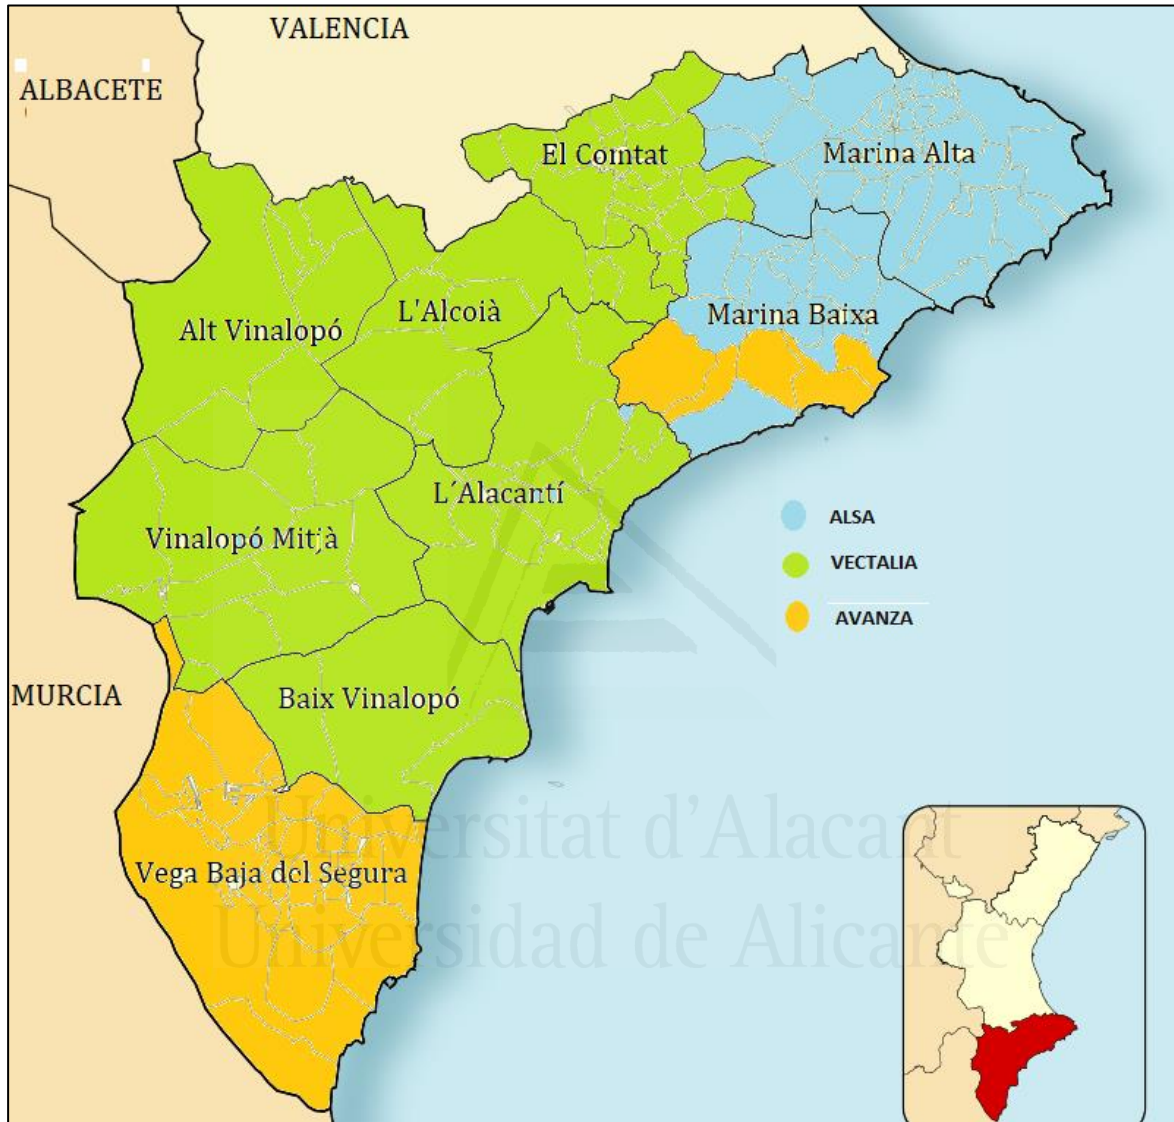 VALENCIA
ALBACETE
El Comtat
Marina Alta
L'Alcoià
Alt Vinalopó
Marina Baixa
L´Alacantí
ALSA
Vinalopó Mitjà
VECTALIA
AVANZA
MURCIA
Baix Vinalopó
Universitat d'Alacant
Vega Baja del Segura
Universidad de Alicante